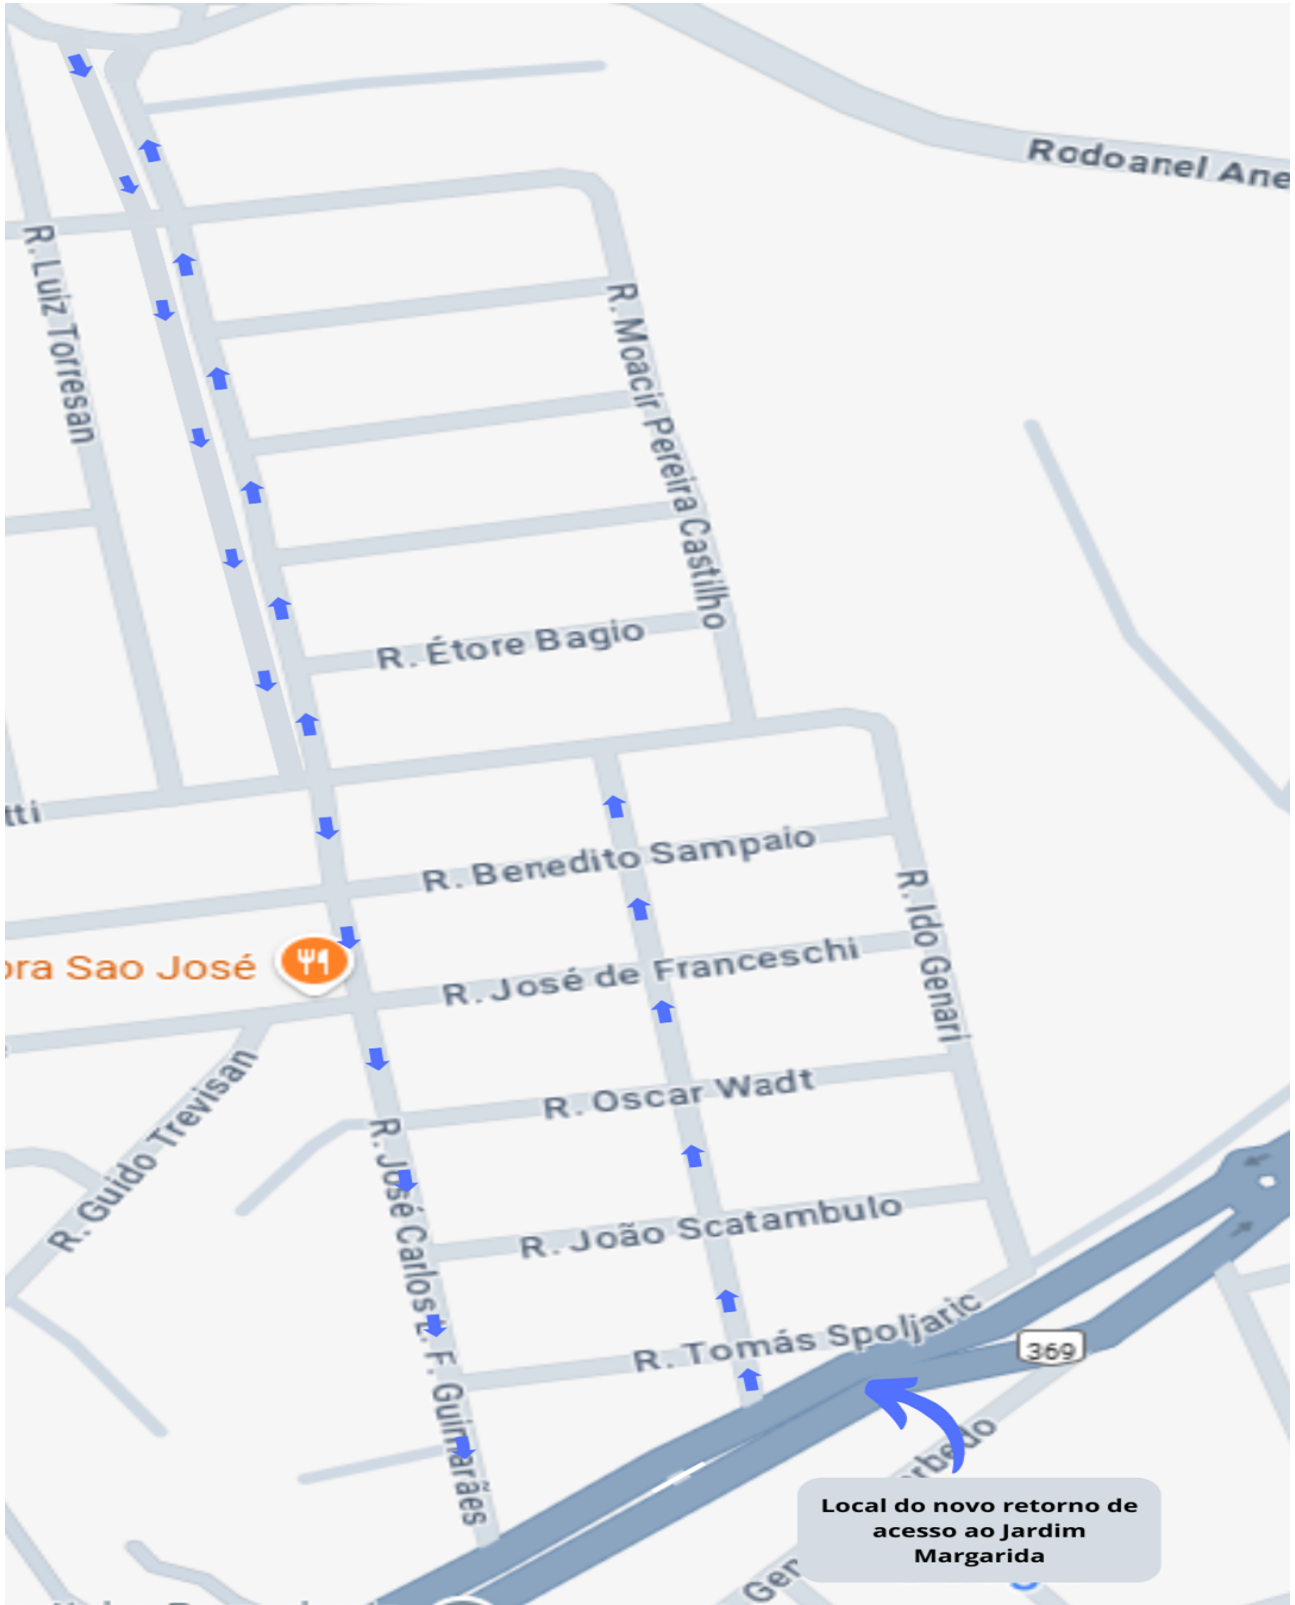 Rodoanel Ane
R. Luiz Torresan
R. Moacir Pereira Castilho
R. Étore Bagio
tti
R. Benedito Sampaio
R. Ido Genari
ora Sao José
R. José de Franceschi
R. Guido Trevisan
R. Oscar Wadt
R. José Carlos L. F. Guimarães
R. João Scatambulo
R. Tomás Spoljaric
369
erbedo
Local do novo retorno de
acesso ao Jardim
Margarida
Ger